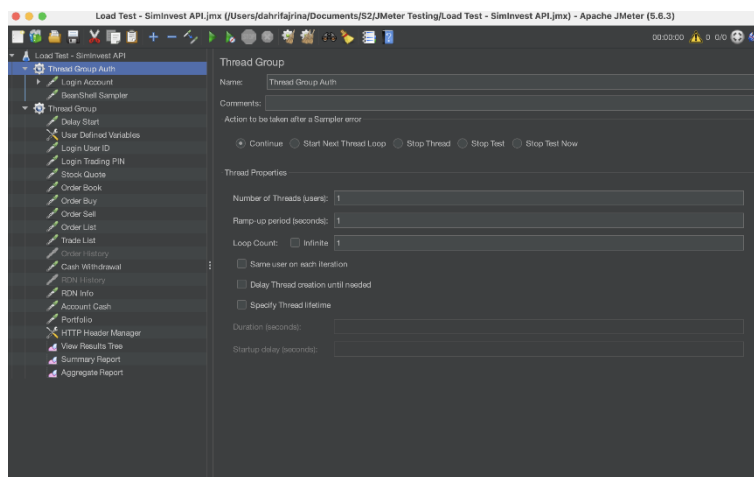 Load Test - SimInvest API.jmx (/Users/dahrifajrina/Documents/S2/JMeter Testing/Load Test - SimInvest API.jmx) - Apache JMeter (5.6.3)
00:00:00 0 0/0
Load Test - SimInvest API
Thread Group Auth
Login Account
BeanShell Sampler
Thread Group
Delay Start
User Defined Variables
Login User ID
Login Trading PIN
Stock Quote
Order Book
Order Buy
Order Sell
Order List
Trade List
Order History
Cash Withdrawal
RDN History
RDN Info
Account Cash
Portfolio
HTTP Header Manager
View Results Tree
Summary Report
Aggregate Report
Thread Group
Name: Thread Group Auth
Comments:
Action to be taken after a Sampler error
Continue Start Next Thread Loop Stop Thread Stop Test Stop Test Now
Thread Properties
Number of Threads (users): 1
Ramp-up period (seconds): 1
Loop Count: Infinite 1
Same user on each iteration
Delay Thread creation until needed
Specify Thread lifetime
Duration (seconds):
Startup delay (seconds):